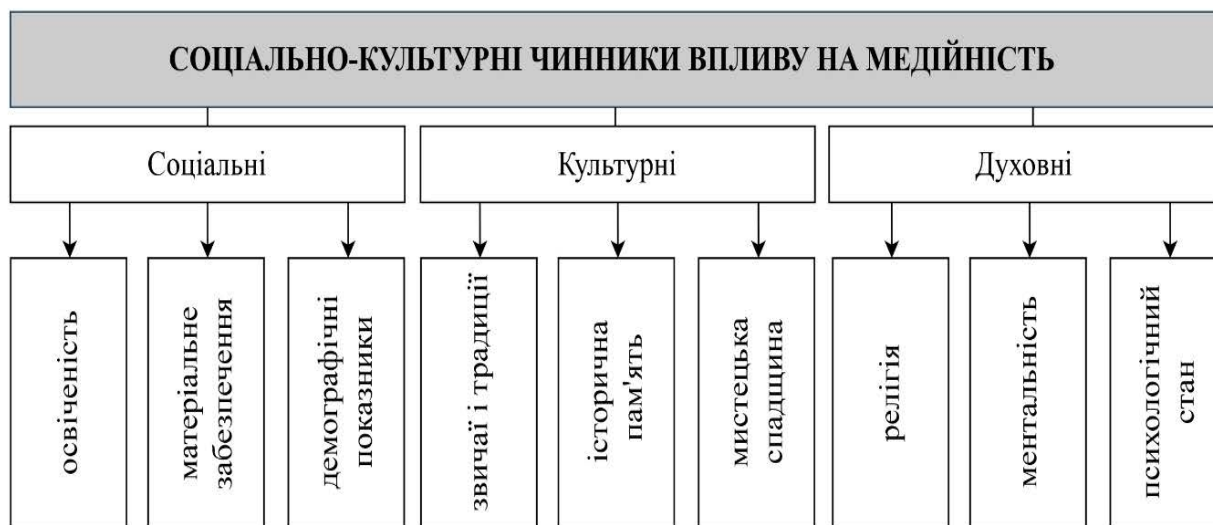 СОЦІАЛЬНО-КУЛЬТУРНІ ЧИННИКИ ВПЛИВУ НА МЕДІЙНІСТЬ
Соціальні
Культурні
Духовні
освіченість
матеріальне
забезпечення
демографічні
показники
звичаї і традиції
історична
пам'ять
мистецька
спадщина
релігія
ментальність
психологічний
стан